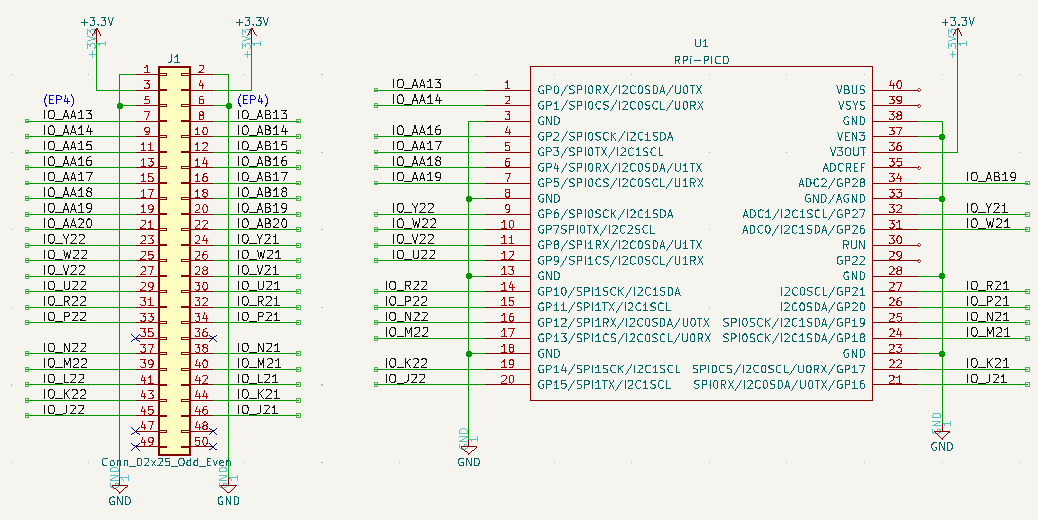 +3.3V +3.3V
+3V3 1 +3V3 1
J1
1 2
3 4
(EP4) 5 6 (EP4)
IO_AA13 7 8 IO_AB13
IO_AA14 9 10 IO_AB14
IO_AA15 11 12 IO_AB15
IO_AA16 13 14 IO_AB16
IO_AA17 15 16 IO_AB17
IO_AA18 17 18 IO_AB18
IO_AA19 19 20 IO_AB19
IO_AA20 21 22 IO_AB20
IO_Y22 23 24 IO_Y21
IO_W22 25 26 IO_W21
IO_V22 27 28 IO_V21
IO_U22 29 30 IO_U21
IO_R22 31 32 IO_R21
IO_P22 33 34 IO_P21
35 36
IO_N22 37 38 IO_N21
IO_M22 39 40 IO_M21
IO_L22 41 42 IO_L21
IO_K22 43 44 IO_K21
IO_J22 45 46 IO_J21
47 48
49 50
Conn_02x25_Odd_Even
GND 1 GND 1
GND GND
+3.3V
+3V3 1
U1
RPi-PICO
IO_AA13 1 GP0/SPI0RX/I2C0SDA/U0TX VBUS 40
IO_AA14 2 GP1/SPI0CS/I2C0SCL/U0RX VSYS 39
3 GND GND 38
IO_AA16 4 GP2/SPI0SCK/I2C1SDA VEN3 37
IO_AA17 5 GP3/SPI0TX/I2C1SCL V3OUT 36
IO_AA18 6 GP4/SPI0RX/I2C0SDA/U1TX ADCREF 35
IO_AA19 7 GP5/SPI0CS/I2C0SCL/U1RX ADC2/GP28 34 IO_AB19
8 GND GND/AGND 33
IO_Y22 9 GP6/SPI0SCK/I2C1SDA ADC1/I2C1SCL/GP27 32 IO_Y21
IO_W22 10 GP7SPI0TX/I2C2SCL ADC0/I2C1SDA/GP26 31 IO_W21
IO_V22 11 GP8/SPI1RX/I2C0SDA/U1TX RUN 30
IO_U22 12 GP9/SPI1CS/I2C0SCL/U1RX GP22 29
13 GND GND 28
IO_R22 14 GP10/SPI1SCK/I2C1SDA I2C0SCL/GP21 27 IO_R21
IO_P22 15 GP11/SPI1TX/I2C1SCL I2C0SDA/GP20 26 IO_P21
IO_N22 16 GP12/SPI1RX/I2C0SDA/U0TX SPI0SCK/I2C1SDA/GP19 25 IO_N21
IO_M22 17 GP13/SPI1CS/I2C0SCL/U0RX SPI0SCK/I2C1SDA/GP18 24 IO_M21
18 GND GND 23
IO_K22 19 GP14/SPI1SCK/I2C1SCL SPI0CS/I2C0SCL/U0RX/GP17 22 IO_K21
IO_J22 20 GP15/SPI1TX/I2C1SCL SPI0RX/I2C0SDA/U0TX/GP16 21 IO_J21
GND 1 GND 1
GND GND